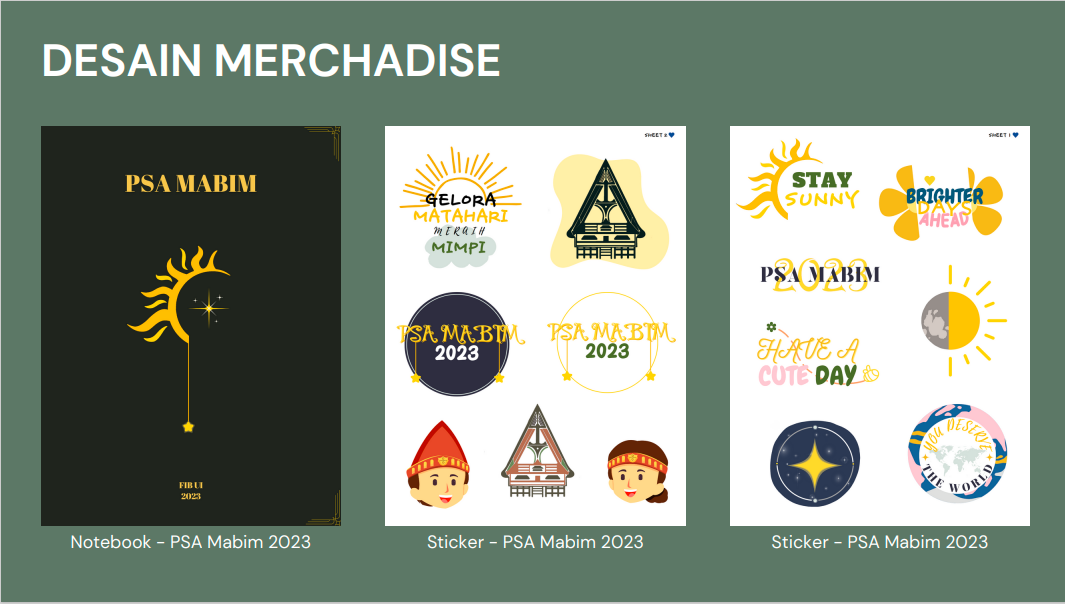 DESAIN MERCHADISE
PSA MABIM
FIB UI
2023
Notebook - PSA Mabim 2023
SHEET 2
GELORA
MATAHARI
MERAIH
MIMPI
PSA MABIM
2023
PSA MABIM
2023
Sticker - PSA Mabim 2023
SHEET 1
STAY
SUNNY
BRIGHTER
DAYS
AHEAD
2023
PSA MABIM
HAVE A
CUTE DAY
YOU DESERVE
THE WORLD
Sticker - PSA Mabim 2023